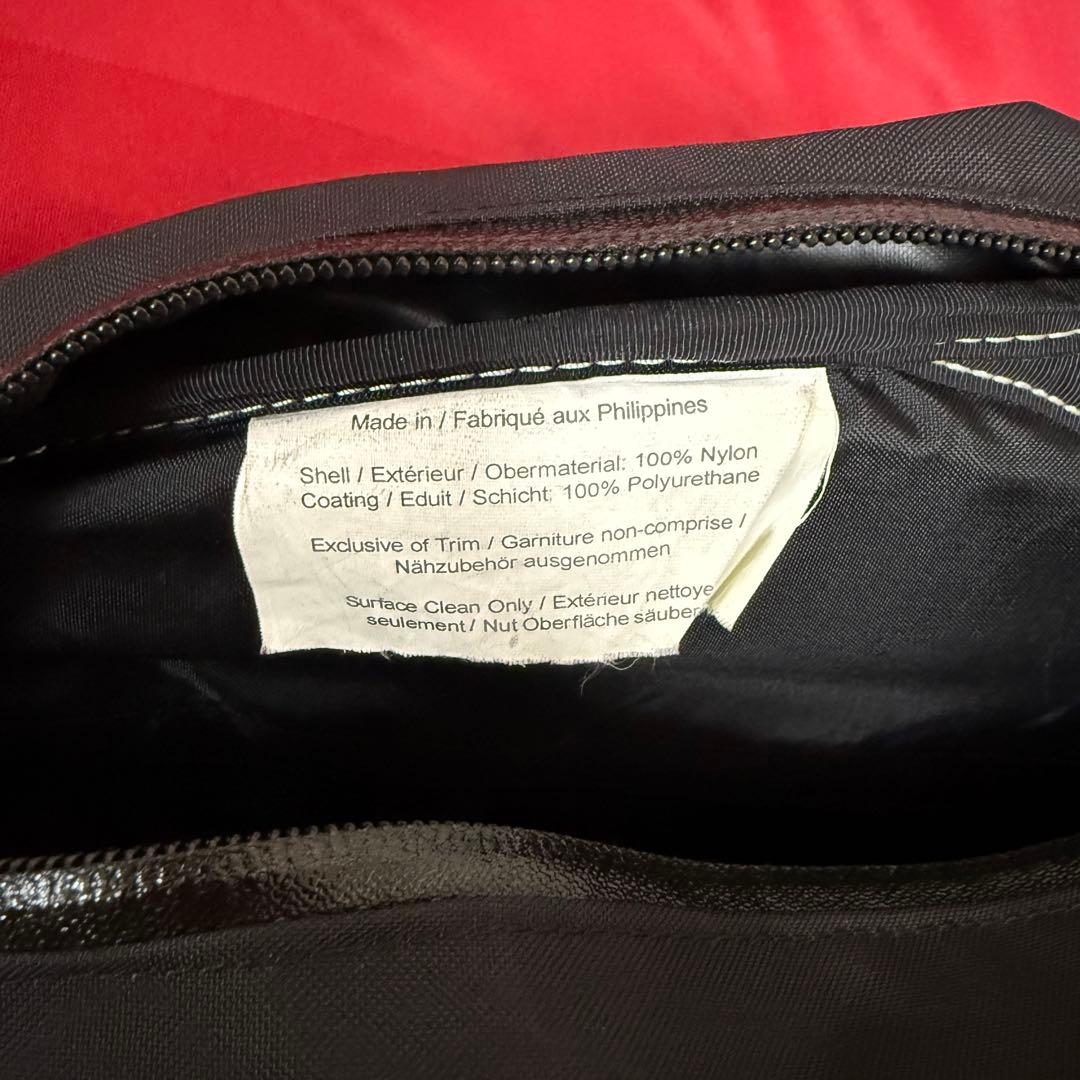 Made in / Fabriqué aux Philippines
Shell / Extérieur / Obermaterial: 100% Nylon
Coating / Eduit / Schicht: 100% Polyurethane
Exclusive of Trim / Garniture non-comprise /
Nähzubehör ausgenommen
Surface Clean Only / Extérieur nettoye
seulement / Nut Oberfläche säuber